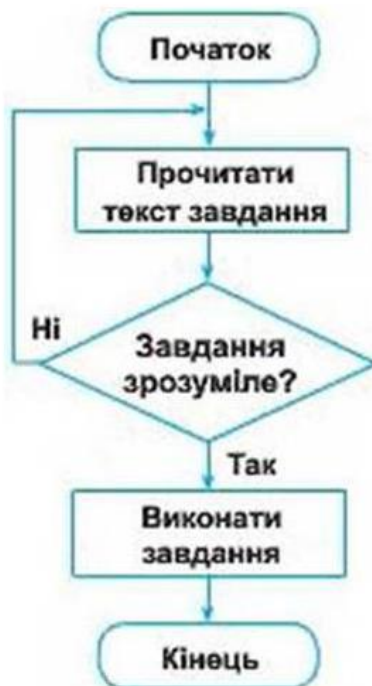 Початок
Прочитати
текст завдання
Ні
Завдання
зрозуміле?
Так
Виконати
завдання
Кінець